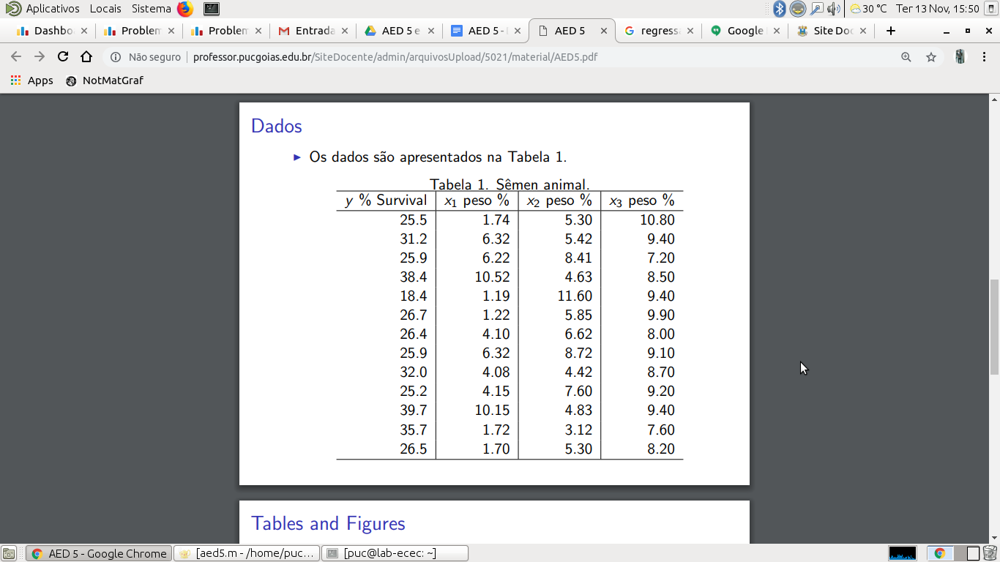 Aplicativos Locais Sistema 30 °C Ter 13 Nov, 15:50
Dashbo Problem Problem Entrada AED 5 e AED 5 - AED 5 regress Google Site Doc
Não seguro professor.pucgoias.edu.br/SiteDocente/admin/arquivosUpload/5021/material/AED5.pdf
Apps NotMatGraf
Dados
Os dados são apresentados na Tabela 1.
Tabela 1. Sêmen animal.
y % Survival x₁ peso % x₂ peso % x₃ peso %
25.5 1.74 5.30 10.80
31.2 6.32 5.42 9.40
25.9 6.22 8.41 7.20
38.4 10.52 4.63 8.50
18.4 1.19 11.60 9.40
26.7 1.22 5.85 9.90
26.4 4.10 6.62 8.00
25.9 6.32 8.72 9.10
32.0 4.08 4.42 8.70
25.2 4.15 7.60 9.20
39.7 10.15 4.83 9.40
35.7 1.72 3.12 7.60
26.5 1.70 5.30 8.20
Tables and Figures
AED 5 - Google Chrome [aed5.m - /home/puc... [puc@lab-ecec: ~]